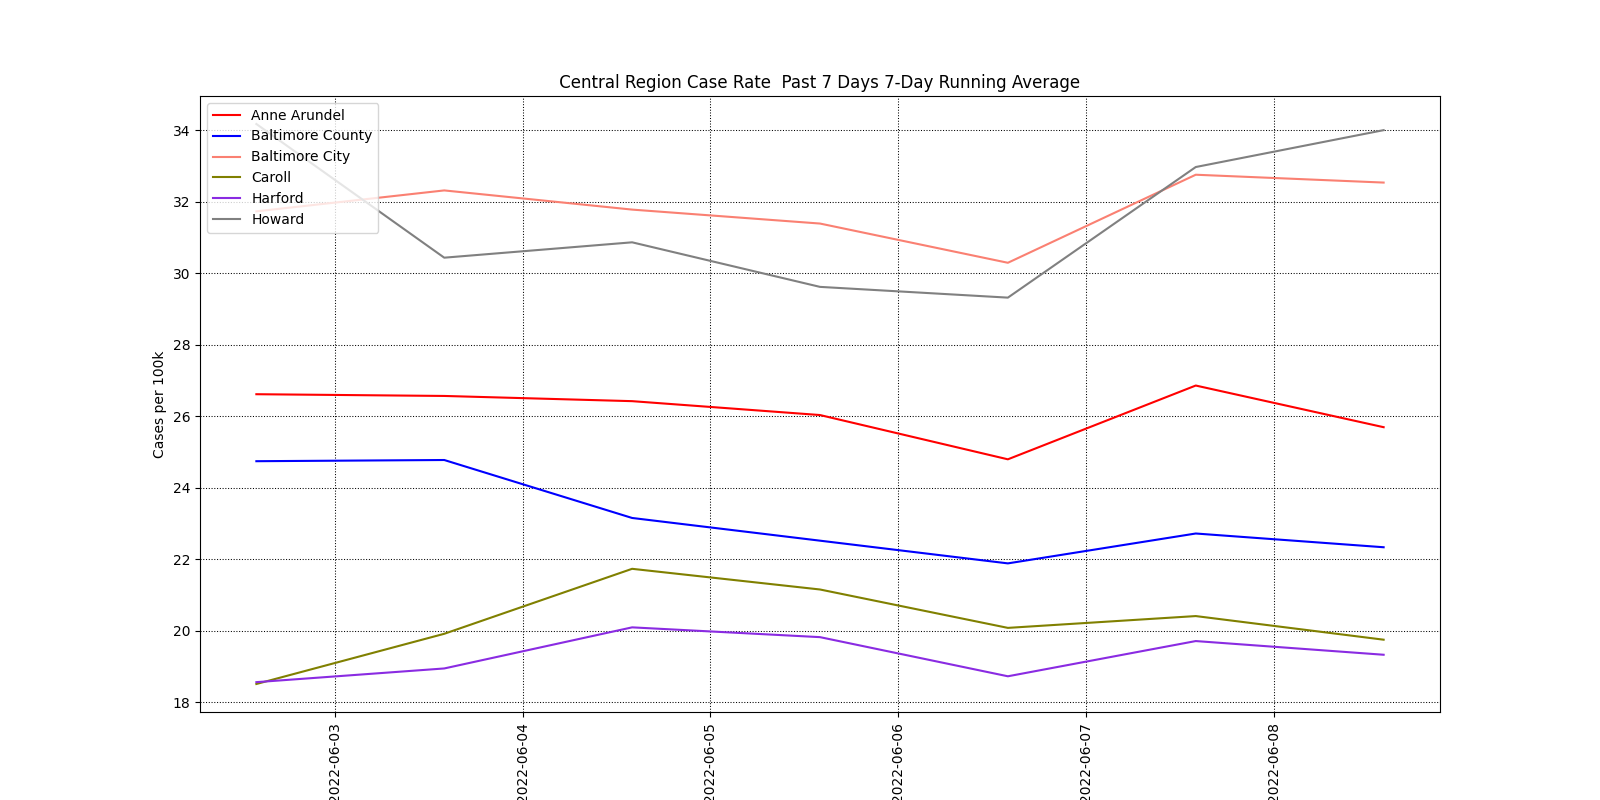 Central Region Case Rate  Past 7 Days 7-Day Running Average
Anne Arundel
Baltimore County
Baltimore City
Caroll
Harford
Howard
Cases per 100k
34
32
30
28
26
24
22
20
18
2022-06-03
2022-06-04
2022-06-05
2022-06-06
2022-06-07
2022-06-08